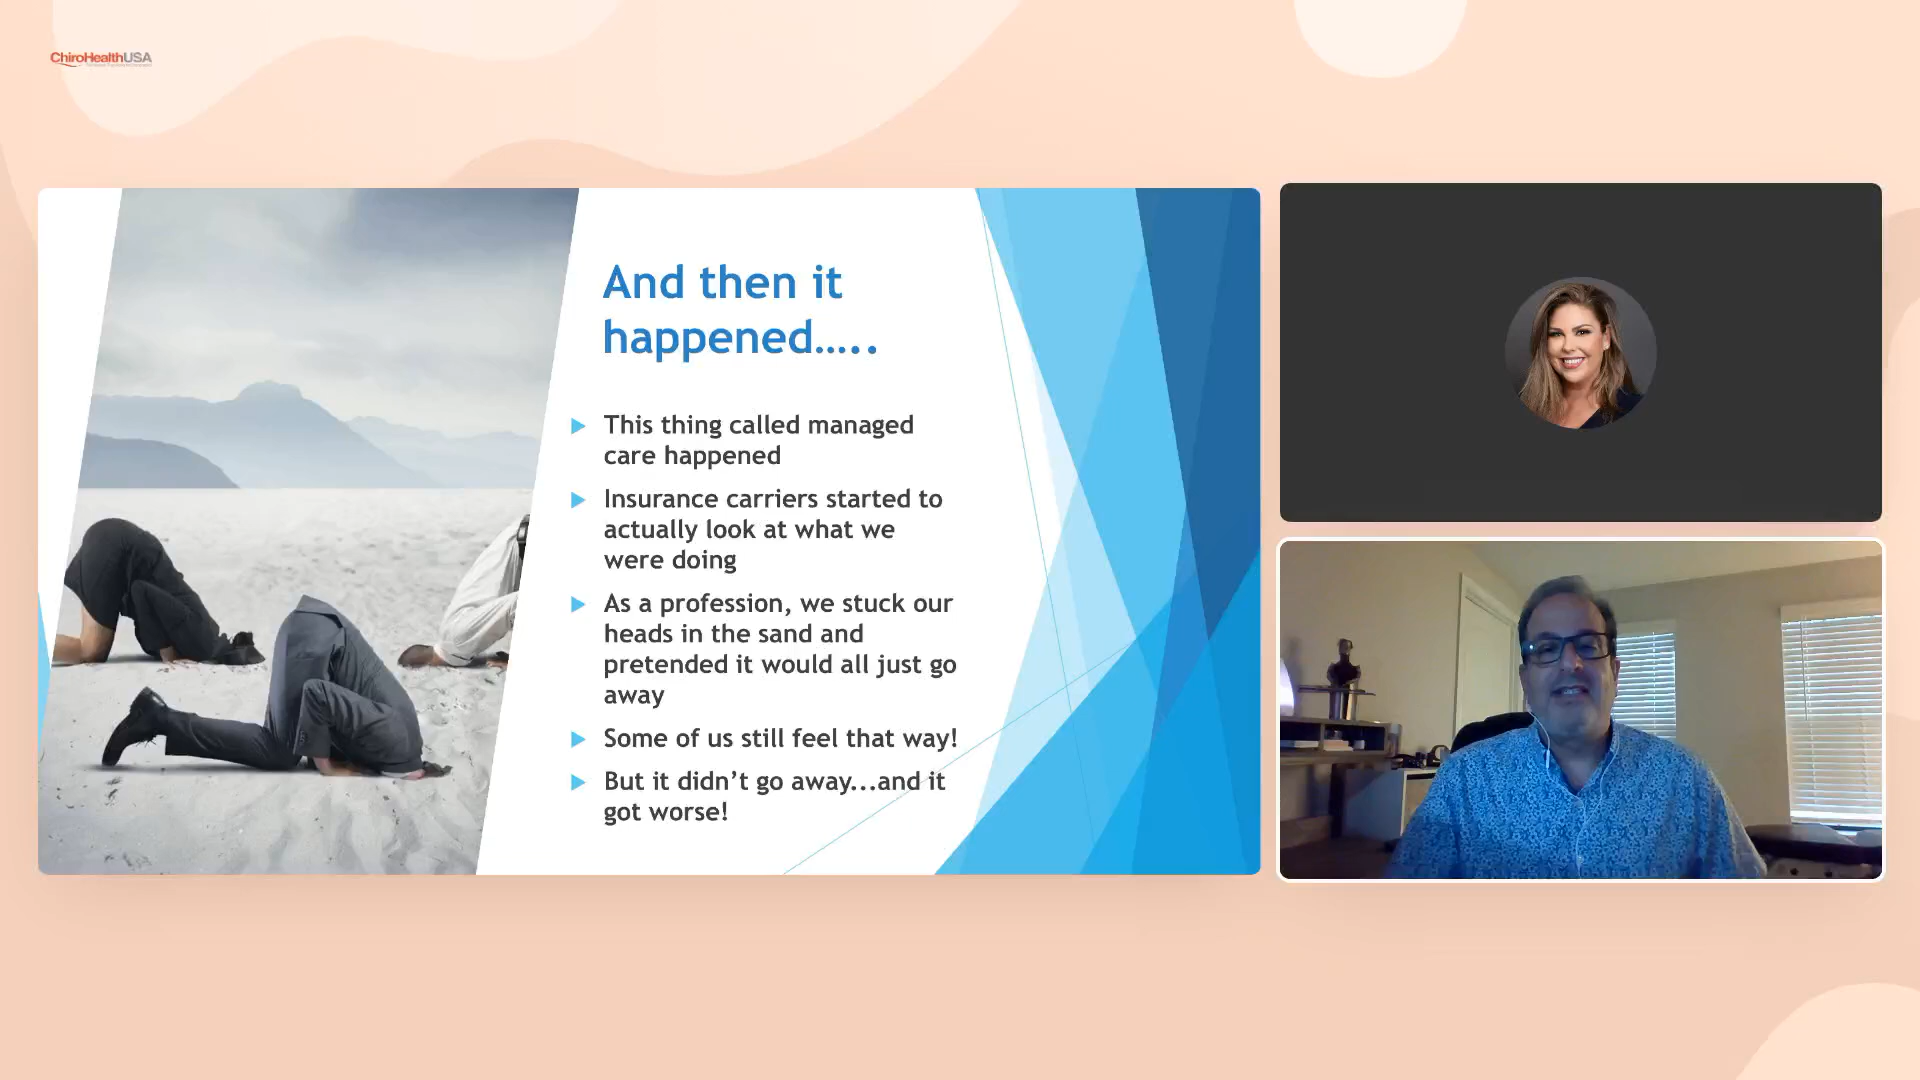 ChiroHealthUSA
And then it
happened…..
This thing called managed
care happened
Insurance carriers started to
actually look at what we
were doing
As a profession, we stuck our
heads in the sand and
pretended it would all just go
away
Some of us still feel that way!
But it didn’t go away...and it
got worse!